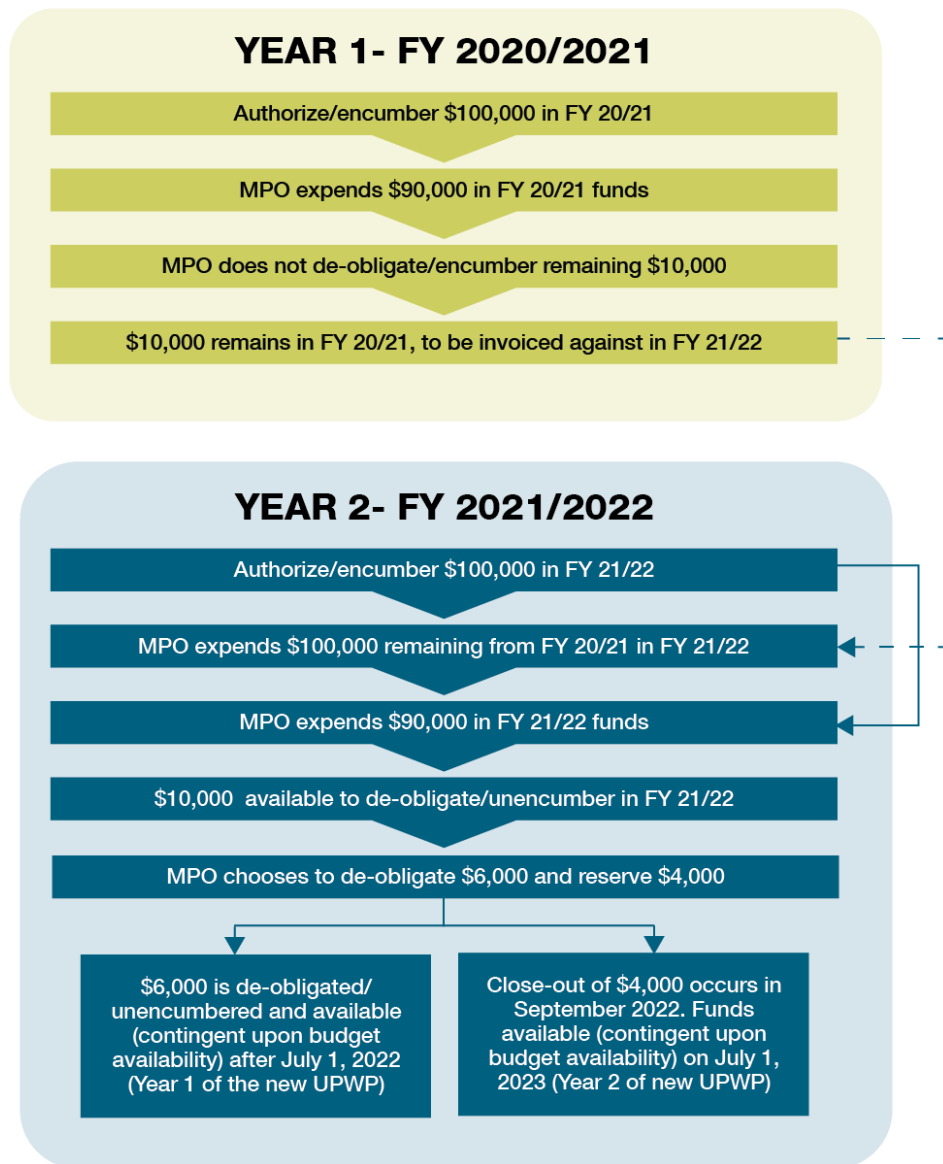 YEAR 1- FY 2020/2021
Authorize/encumber $100,000 in FY 20/21
MPO expends $90,000 in FY 20/21 funds
MPO does not de-obligate/encumber remaining $10,000
$10,000 remains in FY 20/21, to be invoiced against in FY 21/22
YEAR 2- FY 2021/2022
Authorize/encumber $100,000 in FY 21/22
MPO expends $100,000 remaining from FY 20/21 in FY 21/22
MPO expends $90,000 in FY 21/22 funds
$10,000 available to de-obligate/unencumber in FY 21/22
MPO chooses to de-obligate $6,000 and reserve $4,000
$6,000 is de-obligated/
unencumbered and available
(contingent upon budget
availability) after July 1, 2022
(Year 1 of the new UPWP)
Close-out of $4,000 occurs in
September 2022. Funds
available (contingent upon
budget availability) on July 1,
2023 (Year 2 of new UPWP)